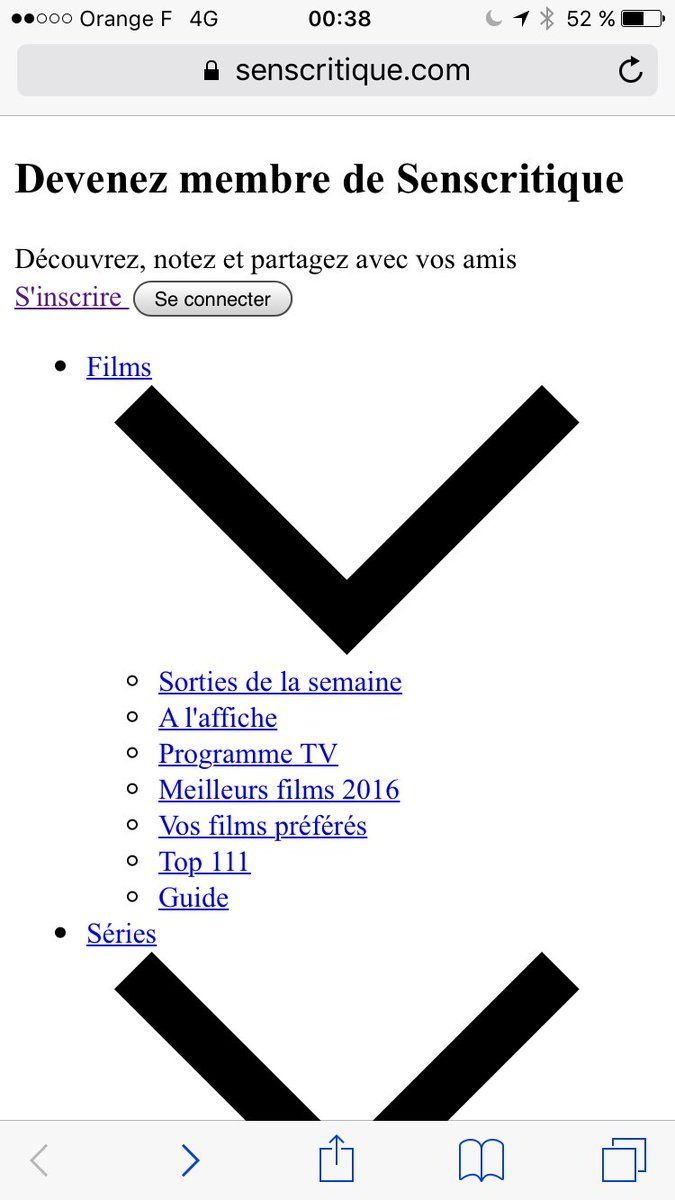 Orange F 4G 00:38 52 %
senscritique.com
Devenez membre de Senscritique
Découvrez, notez et partagez avec vos amis
S'inscrire Se connecter
Films
Sorties de la semaine
A l'affiche
Programme TV
Meilleurs films 2016
Vos films préférés
Top 111
Guide
Séries